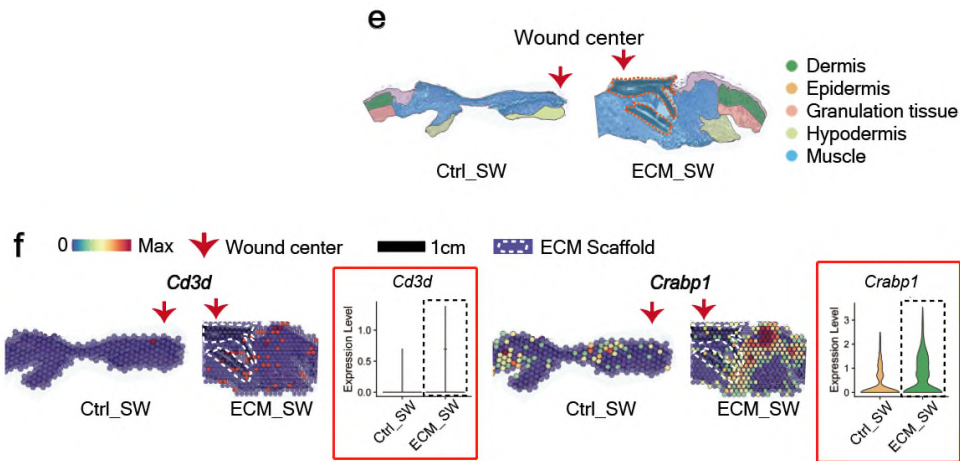 e
Wound center
Dermis
Epidermis
Granulation tissue
Hypodermis
Muscle
Ctrl_SW
ECM_SW
f
0 Max Wound center 1cm ECM Scaffold
Cd3d
Ctrl_SW
ECM_SW
Cd3d
Expression Level
1.0
0.5
0.0
Ctrl_SW
ECM_SW
Crabp1
Ctrl_SW
ECM_SW
Crabp1
Expression Level
3
2
1
0
Ctrl_SW
ECM_SW